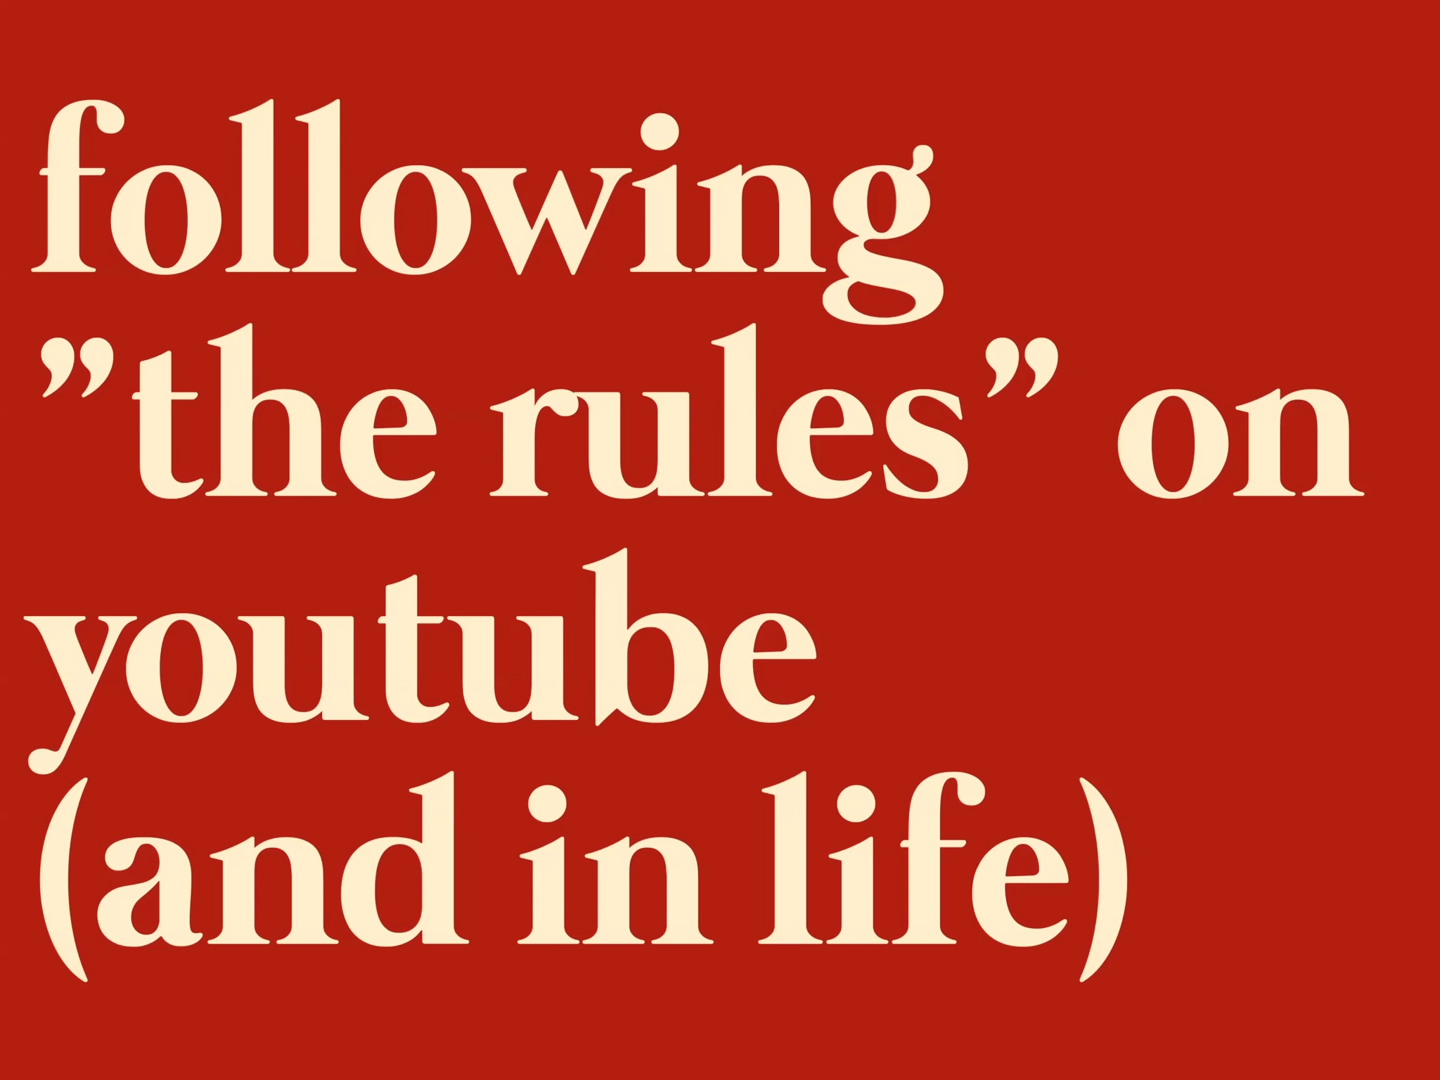 following
”the rules” on
youtube
(and in life)